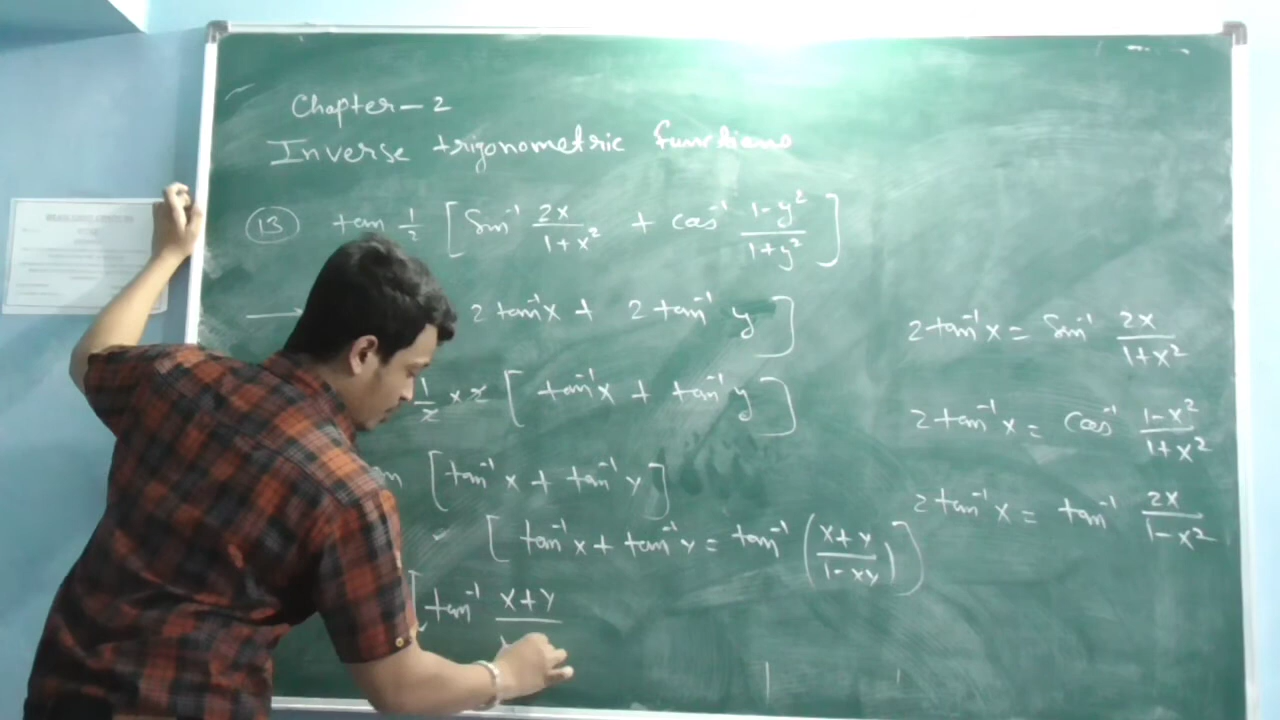 Chapter - 2
Inverse trigonometric functions
(13) tan 1/2 [ Sin⁻¹ 2x/1+x² + cos⁻¹ 1-y²/1+y² ]
→ 2 tan⁻¹x + 2 tan⁻¹ y ]
1/2 × 2 [ tan⁻¹x + tan⁻¹y ]
[ tan⁻¹ x + tan⁻¹ y ]
[ tan⁻¹x + tan⁻¹y = tan⁻¹ (x+y/1-xy) ]
[ tan⁻¹ x+y
2 tan⁻¹ x = Sin⁻¹ 2x/1+x²
2 tan⁻¹ x = cos⁻¹ 1-x²/1+x²
2 tan⁻¹ x = tan⁻¹ 2x/1-x²